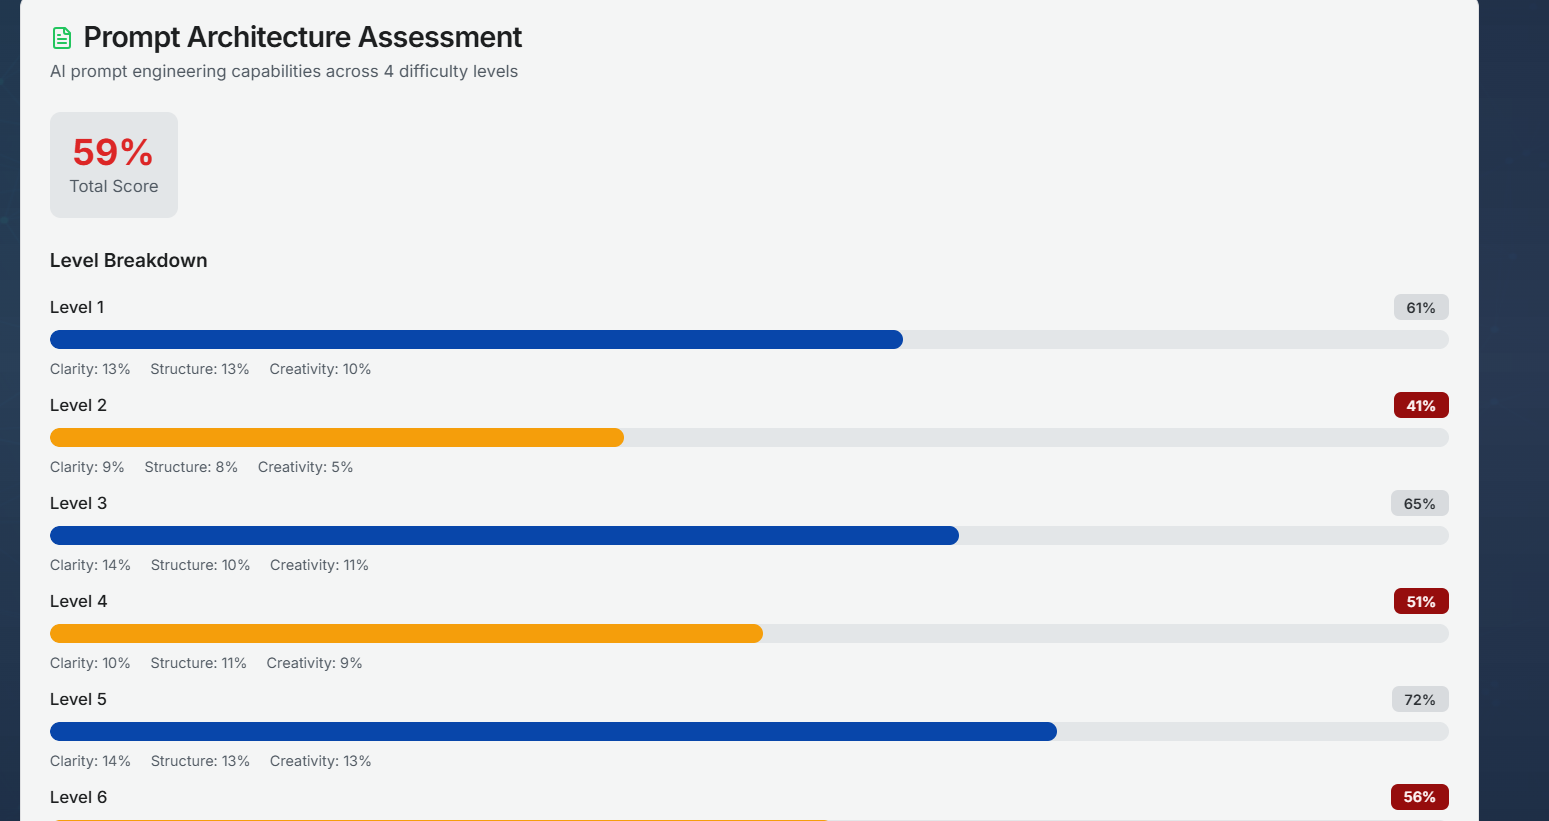 Prompt Architecture Assessment
AI prompt engineering capabilities across 4 difficulty levels
59%
Total Score
Level Breakdown
Level 1 61%
Clarity: 13% Structure: 13% Creativity: 10%
Level 2 41%
Clarity: 9% Structure: 8% Creativity: 5%
Level 3 65%
Clarity: 14% Structure: 10% Creativity: 11%
Level 4 51%
Clarity: 10% Structure: 11% Creativity: 9%
Level 5 72%
Clarity: 14% Structure: 13% Creativity: 13%
Level 6 56%